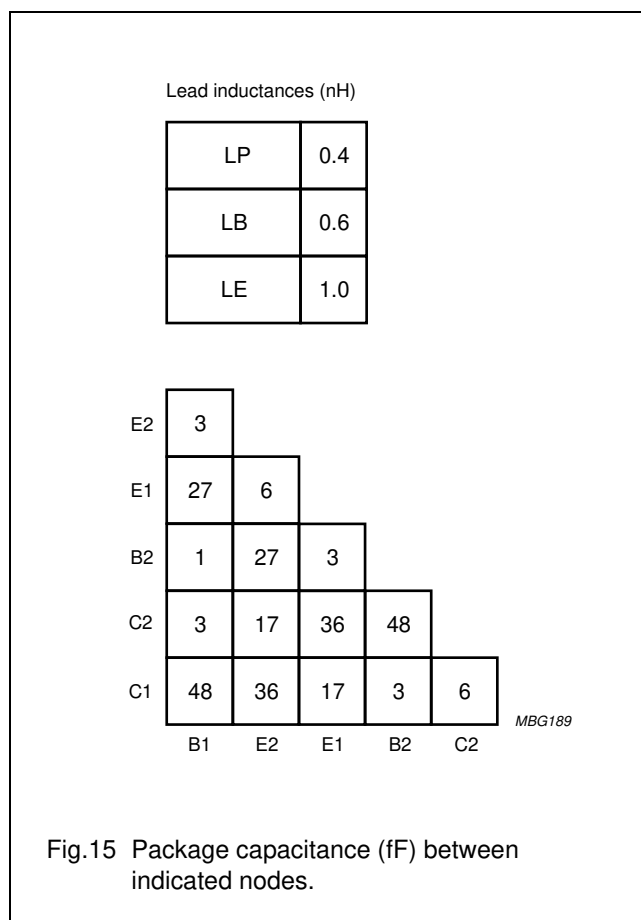 Lead inductances (nH)
LP 0.4
LB 0.6
LE 1.0
E2 3
E1 27 6
B2 1 27 3
C2 3 17 36 48
C1 48 36 17 3 6
MBG189
B1 E2 E1 B2 C2
Fig.15 Package capacitance (fF) between
indicated nodes.